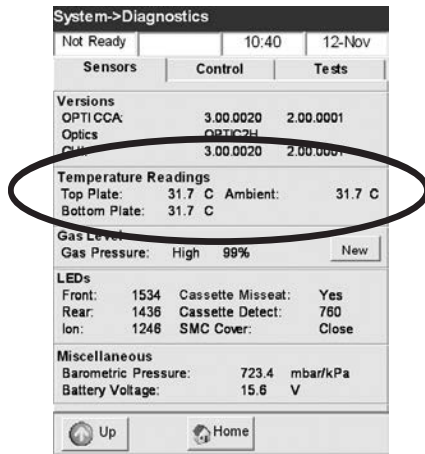 System->Diagnostics
Not Ready 10:40 12-Nov
Sensors Control Tests
Versions
OPTI CCA: 3.00.0020 2.00.0001
Optics OPTIC2H
3.00.0020 2.00.0001
Temperature Readings
Top Plate: 31.7 C Ambient: 31.7 C
Bottom Plate: 31.7 C
Gas Level
Gas Pressure: High 99% New
LEDs
Front: 1534 Cassette Misseat: Yes
Rear: 1436 Cassette Detect: 760
Ion: 1246 SMC Cover: Close
Miscellaneous
Barometric Pressure: 723.4 mbar/kPa
Battery Voltage: 15.6 V
Up Home